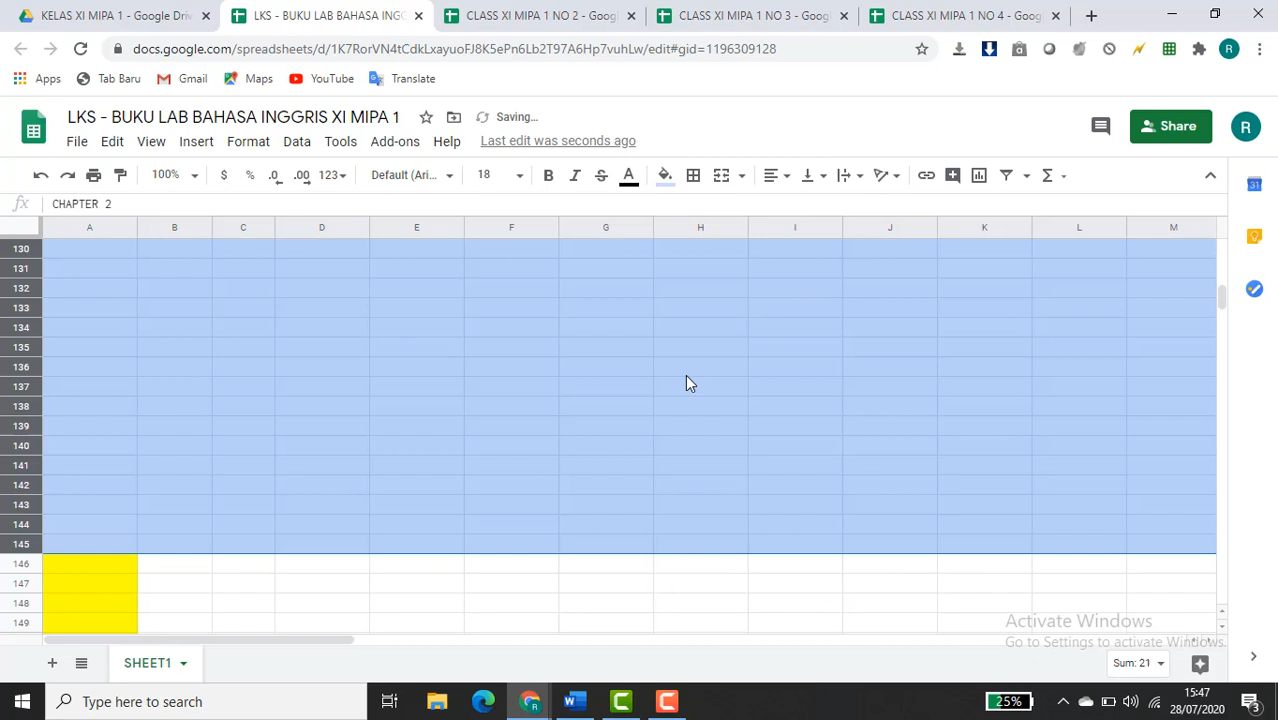 KELAS XI MIPA 1 - Google Driv
LKS - BUKU LAB BAHASA INGG
CLASS XI MIPA 1 NO 2 - Goog
CLASS XI MIPA 1 NO 3 - Goog
CLASS XI MIPA 1 NO 4 - Goog
docs.google.com/spreadsheets/d/1K7RorVN4tCdkLxayuoFJ8K5ePn6Lb2T97A6Hp7vuhLw/edit#gid=1196309128
R
Apps Tab Baru Gmail Maps YouTube Translate
LKS - BUKU LAB BAHASA INGGRIS XI MIPA 1 Saving...
Share R
File Edit View Insert Format Data Tools Add-ons Help Last edit was seconds ago
100% $ % .0 .00 123 Default (Ari... 18 B I S A
31
fx CHAPTER 2
A B C D E F G H I J K L M
130
131
132
133
134
135
136
137
138
139
140
141
142
143
144
145
146
147
148
149
Activate Windows
Go to Settings to activate Windows.
SHEET1 Sum: 21
Type here to search
W R C C 25% 15:47
28/07/2020 3